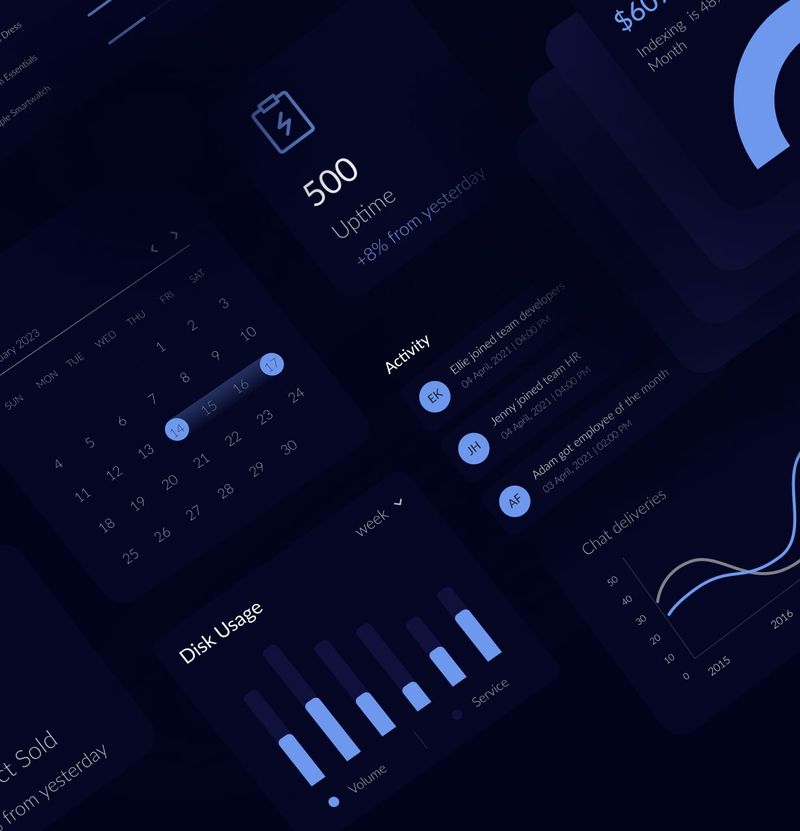 Dress
Essentials
Smartwatch
500
Uptime
+8% from yesterday
Indexing is 48
Month
2023
SUN MON TUE WED THU FRI SAT
1 2 3
4 5 6 7 8 9 10
11 12 13 14 15 16 17
18 19 20 21 22 23 24
25 26 27 28 29 30
Activity
EK
Ellie joined team developers
04 April, 2021 | 04:00 PM
JH
Jenny joined team HR
04 April, 2021 | 04:00 PM
AF
Adam got employee of the month
03 April, 2021 | 02:00 PM
Disk Usage
week
Volume
Service
Chat deliveries
50
40
30
20
10
0
2015
2016
Sold
from yesterday